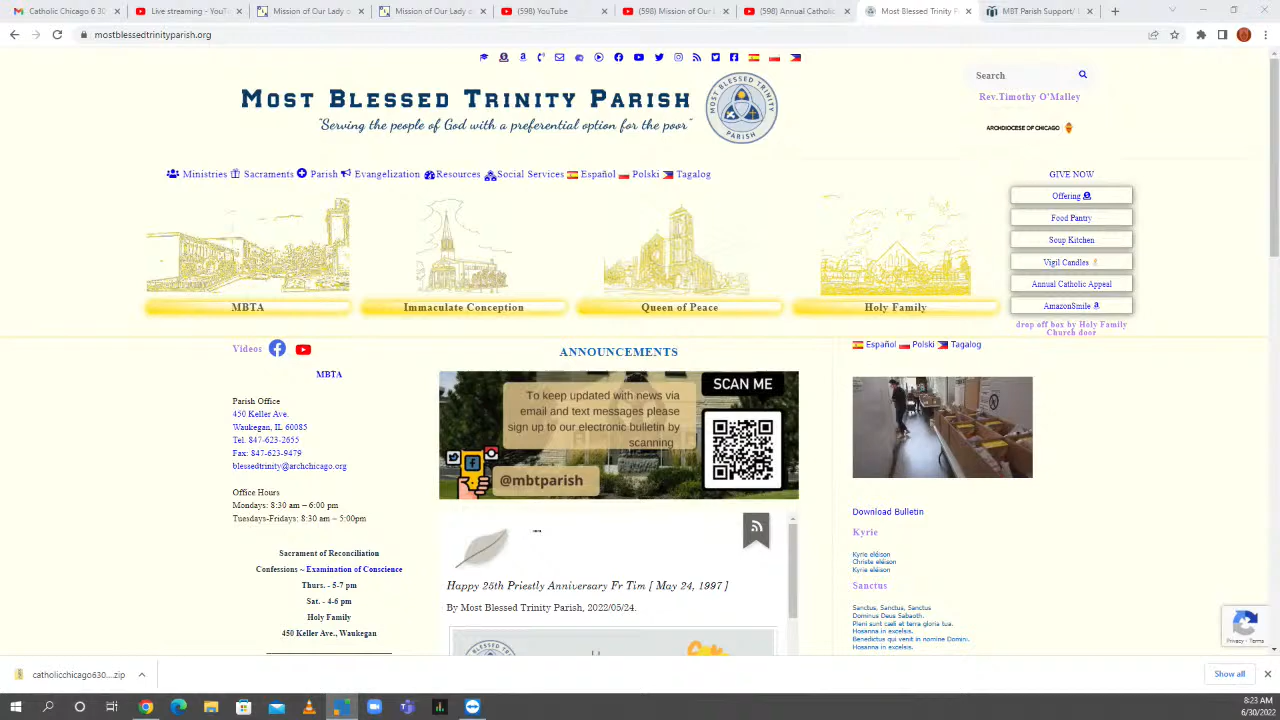 Catholic Chicago 6 30
Live streaming - YouT
Mission of Our Lady o
Mission of Our Lady o
(598) YouTube
(598) YouTube
(598) Annual Catholic
Most Blessed Trinity P
MBT Parish Support/
mostblessedtrinityparish.org
MOST BLESSED TRINITY PARISH
"Serving the people of God with a preferential option for the poor"
MOST BLESSED TRINITY
PARISH
Search
Rev.Timothy O'Malley
ARCHDIOCESE OF CHICAGO
Ministries Sacraments Parish Evangelization Resources Social Services Español Polski Tagalog
GIVE NOW
Offering
Food Pantry
Soup Kitchen
Vigil Candles
Annual Catholic Appeal
AmazonSmile
drop off box by Holy Family
Church door
MBTA
Immaculate Conception
Queen of Peace
Holy Family
Videos
MBTA
Parish Office
450 Keller Ave.
Waukegan, IL 60085
Tel. 847-623-2655
Fax: 847-623-9479
blessedtrinity@archchicago.org
Office Hours
Mondays: 8:30 am – 6:00 pm
Tuesdays-Fridays: 8:30 am – 5:00pm
Sacrament of Reconciliation
Confessions ~ Examination of Conscience
Thurs. - 5-7 pm
Sat. - 4-6 pm
Holy Family
450 Keller Ave., Waukegan
ANNOUNCEMENTS
To keep updated with news via
email and text messages please
sign up to our electronic bulletin by
scanning
SCAN ME
@mbtparish
Happy 25th Priestly Anniversary Fr Tim [ May 24, 1997 ]
By Most Blessed Trinity Parish, 2022/05/24.
Español Polski Tagalog
Download Bulletin
Kyrie
Kyrie eléison
Christe eléison
Kyrie eléison
Sanctus
Sanctus, Sanctus, Sanctus
Dominus Deus Sabaoth.
Pleni sunt cæli et terra gloria tua.
Hosanna in excelsis.
Benedictus qui venit in nomine Domini.
Hosanna in excelsis.
Privacy - Terms
catholicchicago630....zip
Show all
8:23 AM
6/30/2022